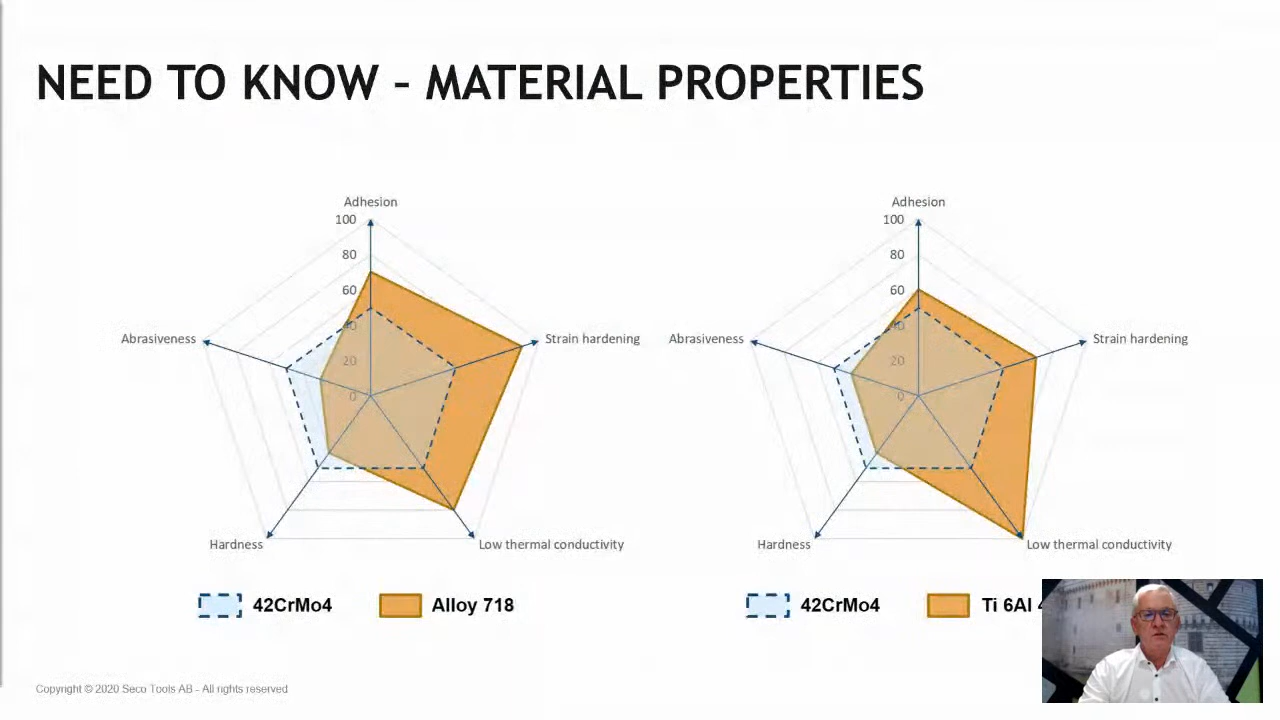 NEED TO KNOW – MATERIAL PROPERTIES
Adhesion
100
80
60
40
20
0
Abrasiveness
Strain hardening
Hardness
Low thermal conductivity
42CrMo4
Alloy 718
Adhesion
100
80
60
40
20
0
Abrasiveness
Strain hardening
Hardness
Low thermal conductivity
42CrMo4
Ti 6Al
Copyright © 2020 Seco Tools AB - All rights reserved